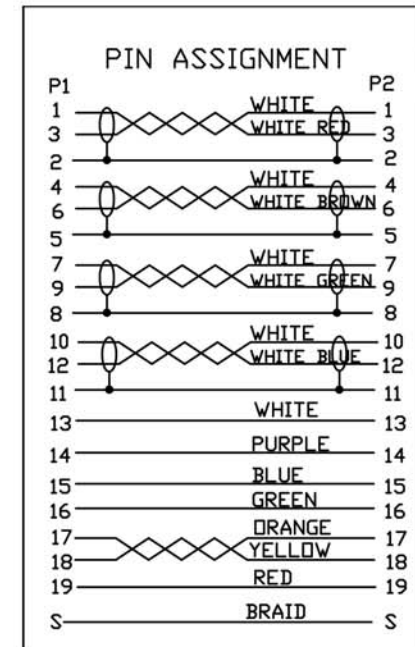 PIN ASSIGNMENT
P1 P2
WHITE
1 1
3 WHITE RED 3
2 2
WHITE
4 4
6 WHITE BROWN 6
5 5
WHITE
7 7
9 WHITE GREEN 9
8 8
WHITE
10 10
12 WHITE BLUE 12
11 11
WHITE
13 13
PURPLE
14 14
BLUE
15 15
GREEN
16 16
ORANGE
17 17
YELLOW
18 18
RED
19 19
BRAID
S S